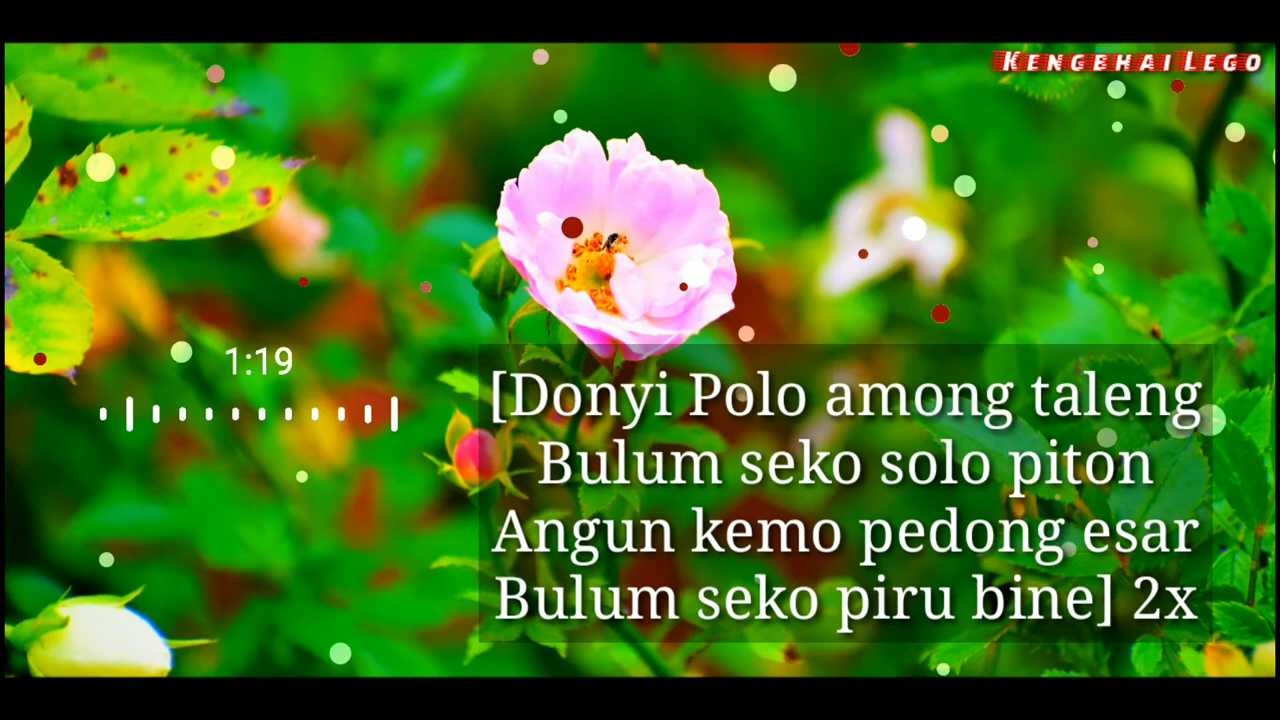 KENGBHAI LEGO
1:19
[Donyi Polo among taleng
Bulum seko solo piton
Angun kemo pedong esar
Bulum seko piru bine] 2x